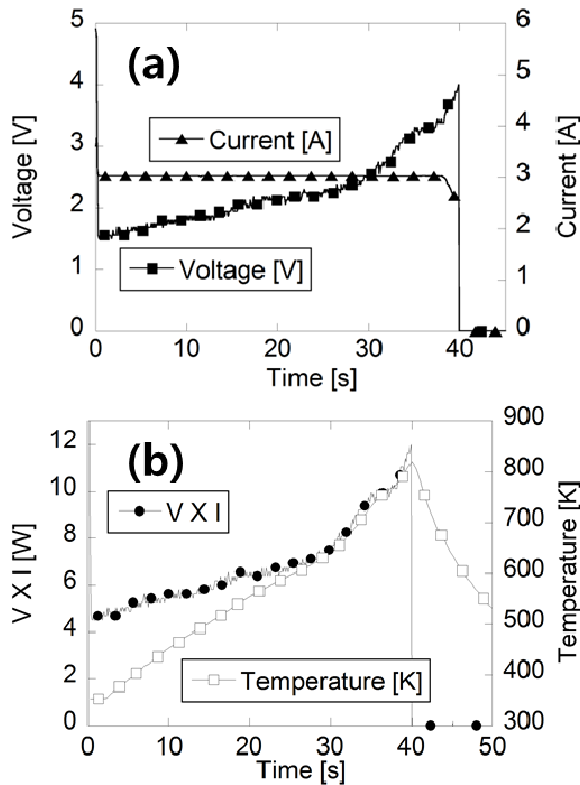 (a)
Voltage [V]
5
4
3
2
1
0
Current [A]
Voltage [V]
6
5
4
3
2
1
0
Current [A]
0 10 20 30 40
Time [s]
(b)
V X I [W]
12
10
8
6
4
2
0
V X I
Temperature [K]
900
800
700
600
500
400
300
Temperature [K]
0 10 20 30 40 50
Time [s]